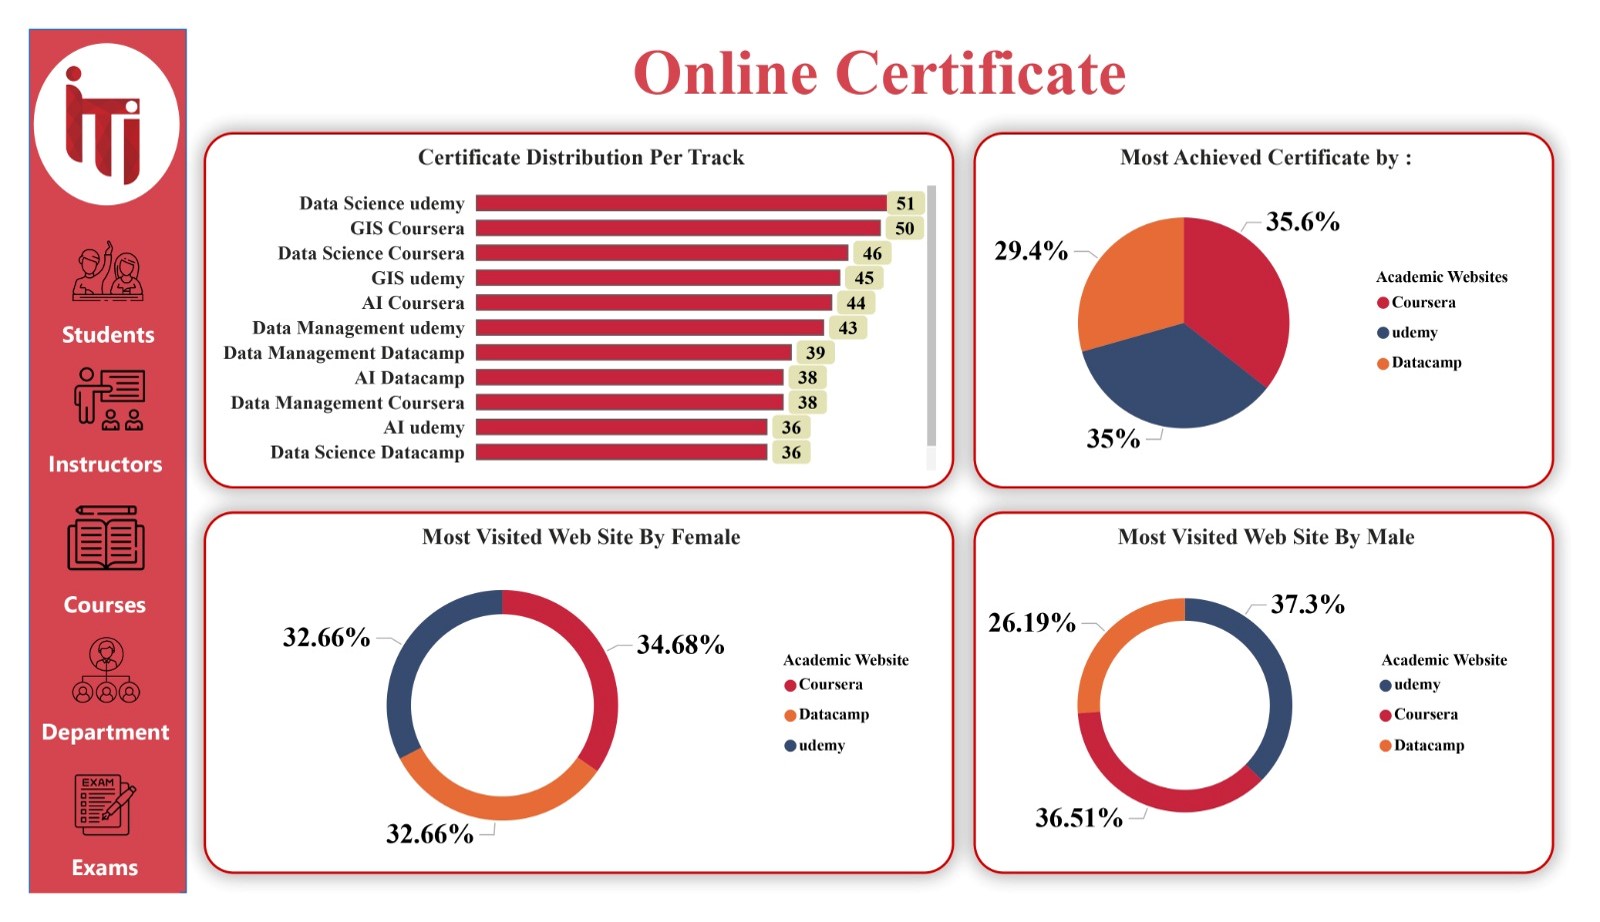 iTi
Online Certificate
Students
Instructors
Courses
Department
EXAM
Exams
Certificate Distribution Per Track
Data Science udemy 51
GIS Coursera 50
Data Science Coursera 46
GIS udemy 45
AI Coursera 44
Data Management udemy 43
Data Management Datacamp 39
AI Datacamp 38
Data Management Coursera 38
AI udemy 36
Data Science Datacamp 36
Most Achieved Certificate by :
35.6%
29.4%
35%
Academic Websites
Coursera
udemy
Datacamp
Most Visited Web Site By Female
32.66%
34.68%
32.66%
Academic Website
Coursera
Datacamp
udemy
Most Visited Web Site By Male
37.3%
26.19%
36.51%
Academic Website
udemy
Coursera
Datacamp